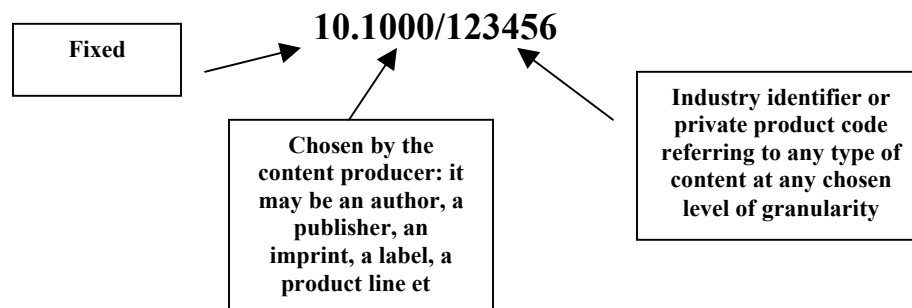 10.1000/123456
Fixed
Chosen by the
content producer: it
may be an author, a
publisher, an
imprint, a label, a
product line et
Industry identifier or
private product code
referring to any type of
content at any chosen
level of granularity